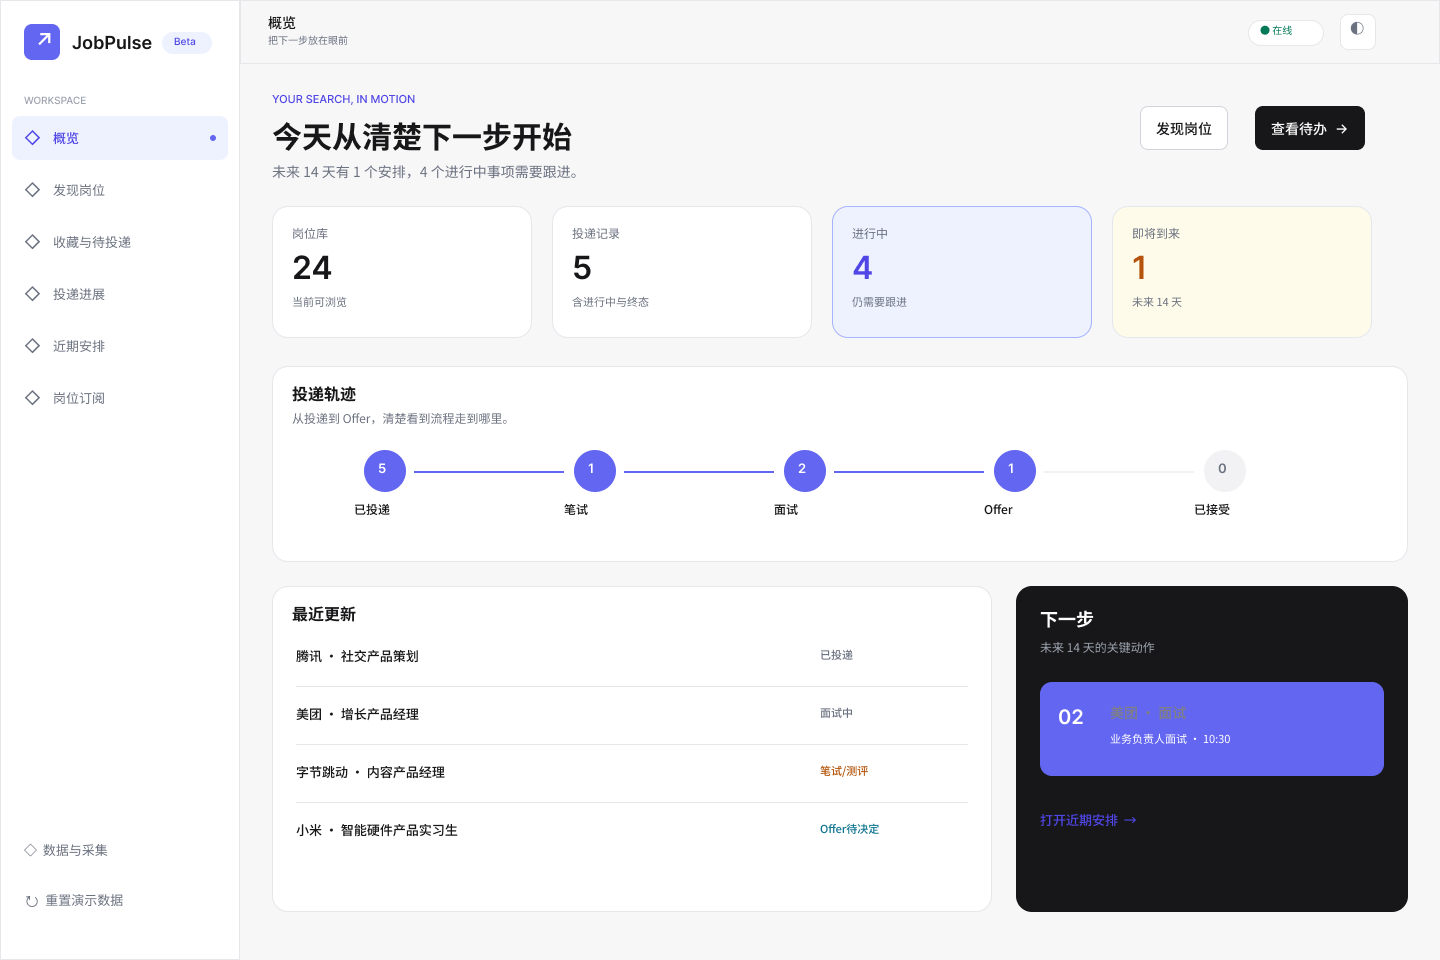 JobPulse Beta
WORKSPACE
概览
发现岗位
收藏与待投递
投递进展
近期安排
岗位订阅
数据与采集
重置演示数据
概览
把下一步放在眼前
在线
YOUR SEARCH, IN MOTION
今天从清楚下一步开始
未来 14 天有 1 个安排，4 个进行中事项需要跟进。
发现岗位
查看待办 →
岗位库
24
当前可浏览
投递记录
5
含进行中与终态
进行中
4
仍需要跟进
即将到来
1
未来 14 天
投递轨迹
从投递到 Offer，清楚看到流程走到哪里。
5 1 2 1 0
已投递 笔试 面试 Offer 已接受
最近更新
腾讯 · 社交产品策划 已投递
美团 · 增长产品经理 面试中
字节跳动 · 内容产品经理 笔试/测评
小米 · 智能硬件产品实习生 Offer待决定
下一步
未来 14 天的关键动作
02
美团 · 面试
业务负责人面试 · 10:30
打开近期安排 →